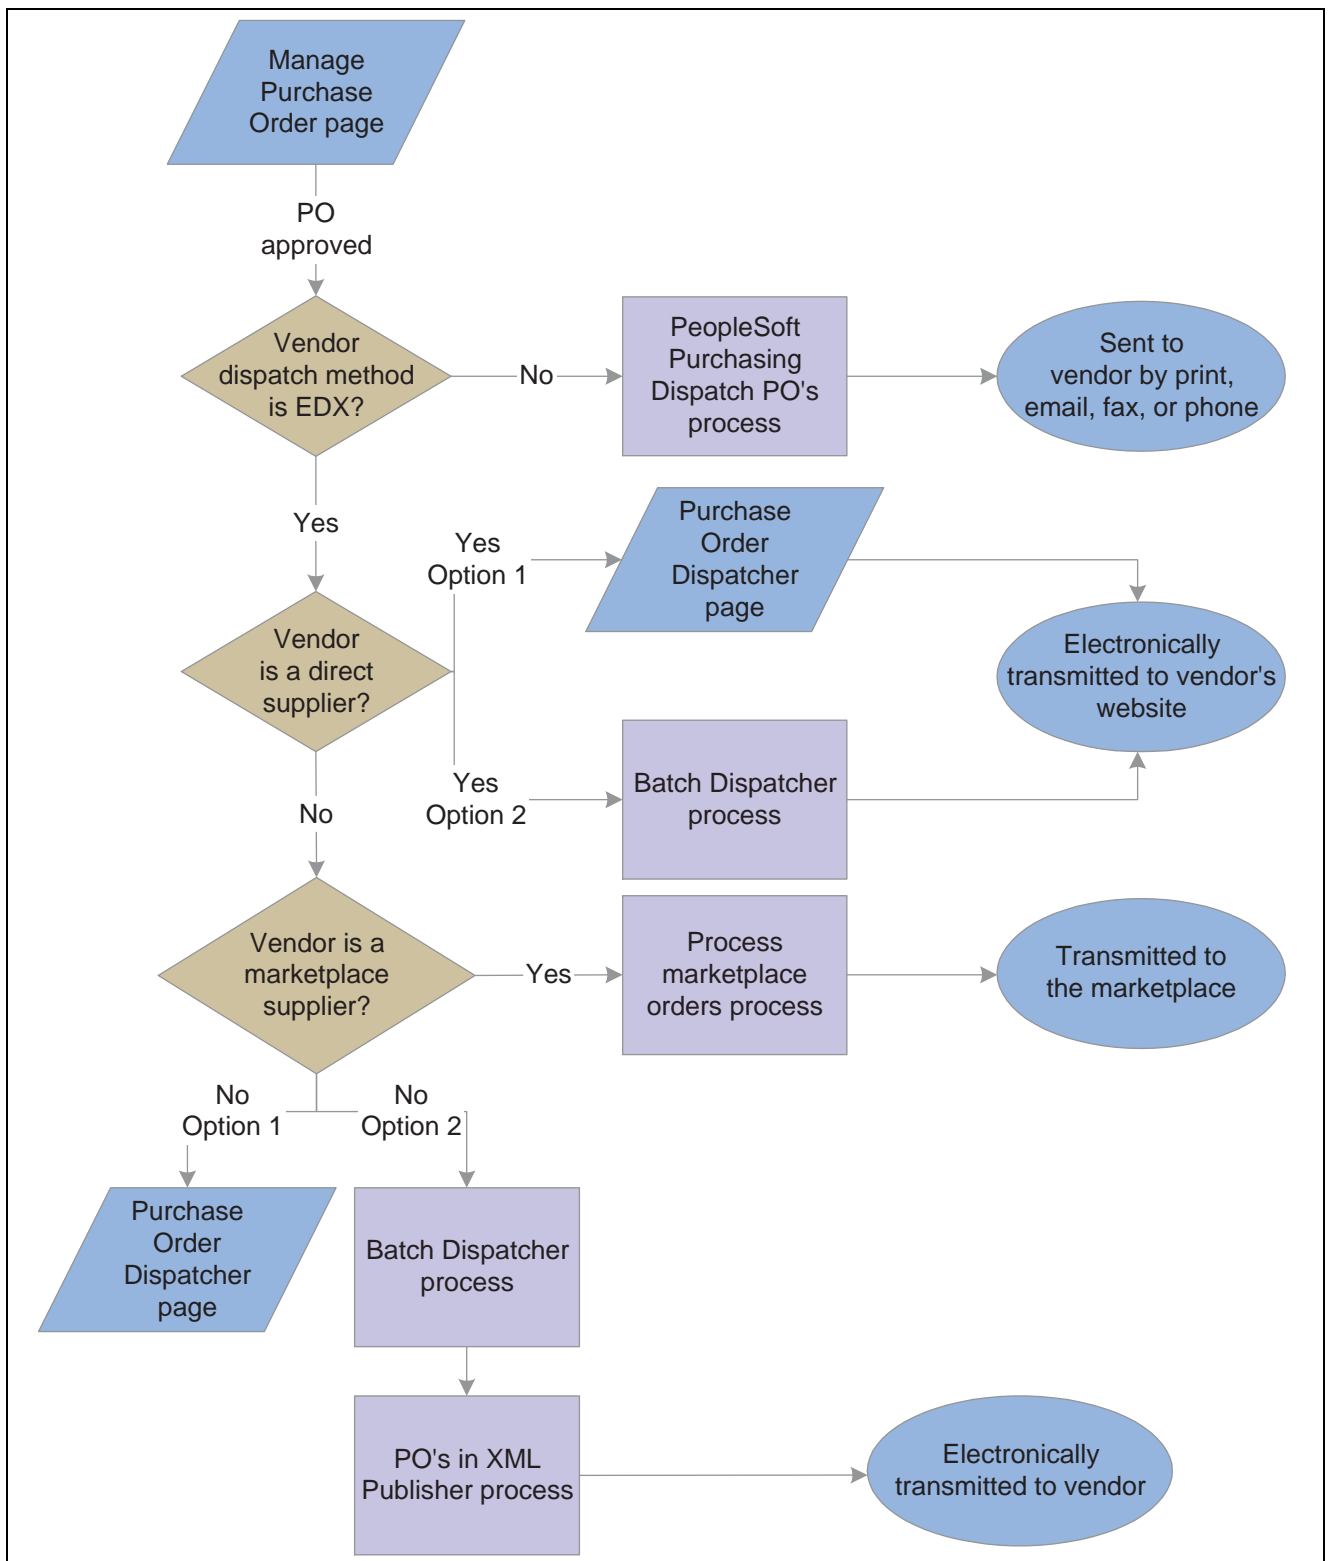 Manage
Purchase
Order page
PO
approved
Vendor
dispatch method
is EDX?
No
PeopleSoft
Purchasing
Dispatch PO's
process
Sent to
vendor by print,
email, fax, or phone
Yes
Yes
Option 1
Purchase
Order
Dispatcher
page
Vendor
is a direct
supplier?
Electronically
transmitted to vendor's
website
Yes
Option 2
Batch Dispatcher
process
No
Vendor is a
marketplace
supplier?
Yes
Process
marketplace
orders process
Transmitted to
the marketplace
No
Option 1
No
Option 2
Purchase
Order
Dispatcher
page
Batch Dispatcher
process
PO's in XML
Publisher process
Electronically
transmitted to vendor